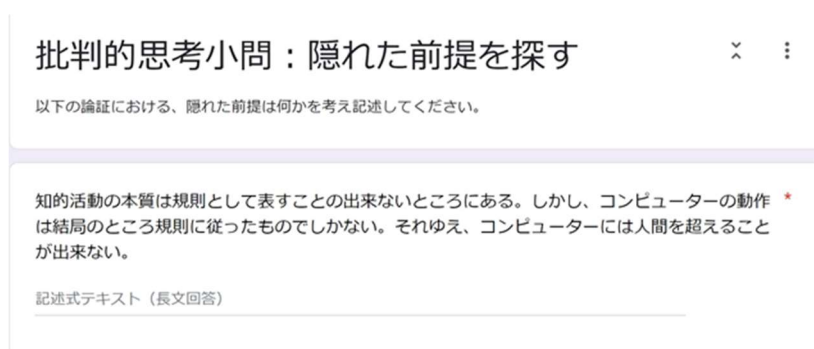 批判的思考小問：隠れた前提を探す
以下の論証における、隠れた前提は何かを考え記述してください。
知的活動の本質は規則として表すことの出来ないところにある。しかし、コンピューターの動作 *
は結局のところ規則に従ったものでしかない。それゆえ、コンピューターには人間を超えること
が出来ない。
記述式テキスト（長文回答）